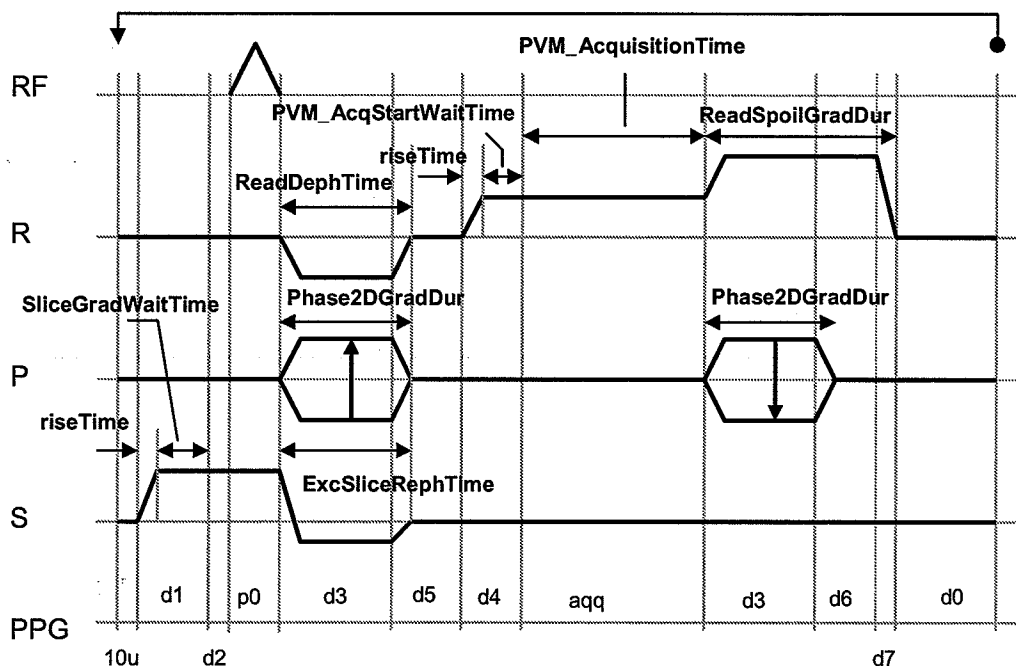 PVM_AcquisitionTime
RF
PVM_AcqStartWaitTime
ReadSpoilGradDur
riseTime
ReadDephTime
R
SliceGradWaitTime
Phase2DGradDur
Phase2DGradDur
P
riseTime
ExcSliceRephTime
S
d1 p0 d3 d5 d4 aqq d3 d6 d0
PPG
10u d2 d7